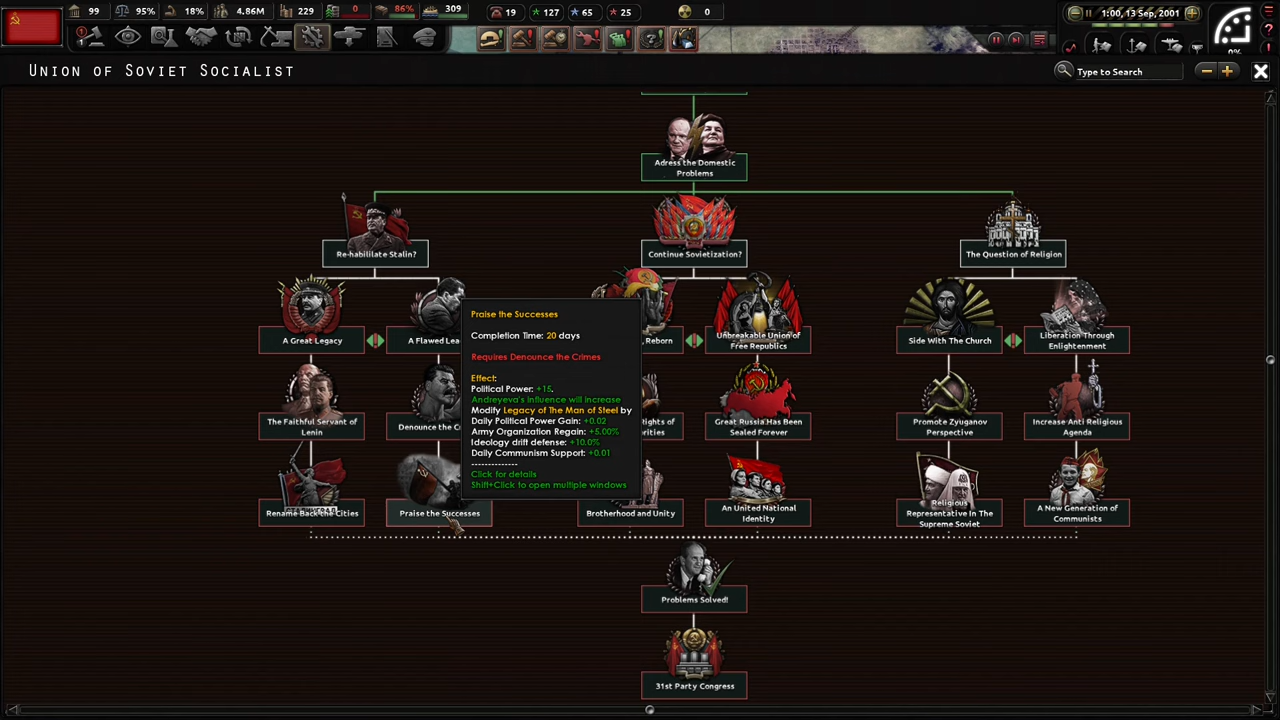 99
95%
18%
4.86M
229
0
86%
309
19
127
65
25
0
1:00, 13 Sep, 2001
0%
Union of Soviet Socialist
Type to Search
Adress the Domestic
Problems
Re-habililate Stalin?
Continue Sovietization?
The Question of Religion
A Great Legacy
A Flawed Lea
, Reborn
Unbreakable Union of
Free Republics
Side With The Church
Liberation Through
Enlightenment
Praise the Successes
Completion Time: 20 days
Requires Denounce the Crimes
Effect:
Political Power: +15.
Andreyeva's influence will increase
Modify Legacy of The Man of Steel by
Daily Political Power Gain: +0.02
Army Organization Regain: +5.00%
Ideology drift defense: +10.0%
Daily Communism Support: +0.01
--------------
Click for details
Shift+Click to open multiple windows
The Faithful Servant of
Lenin
Denounce the C
Great Russia Has Been
Sealed Forever
Promote Zyuganov
Perspective
Increase Anti Religious
Agenda
Rename Back the Cities
Praise the Successes
Brotherhood and Unity
An United National
Identity
Religious
Representative In The
Supreme Soviet
A New Generation of
Communists
Problems Solved!
31st Party Congress